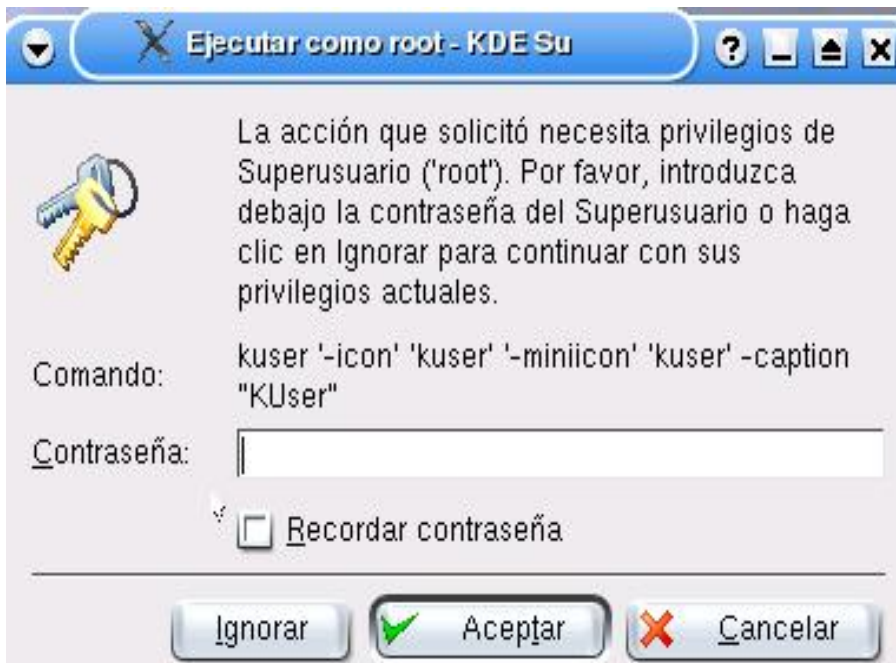 Ejecutar como root - KDE Su
?
La acción que solicitó necesita privilegios de
Superusuario ('root'). Por favor, introduzca
debajo la contraseña del Superusuario o haga
clic en Ignorar para continuar con sus
privilegios actuales.
Comando:
kuser '-icon' 'kuser' '-miniicon' 'kuser' -caption
"KUser"
Contraseña:
Recordar contraseña
Ignorar
Aceptar
Cancelar